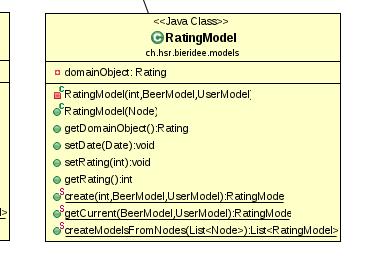 <<Java Class>>
RatingModel
ch.hsr.bieridee.models
domainObject: Rating
RatingModel(int,BeerModel,UserModel)
RatingModel(Node)
getDomainObject():Rating
setDate(Date):void
setRating(int):void
getRating():int
create(int,BeerModel,UserModel):RatingMode
getCurrent(BeerModel,UserModel):RatingMode
createModelsFromNodes(List<Node>):List<RatingModel>